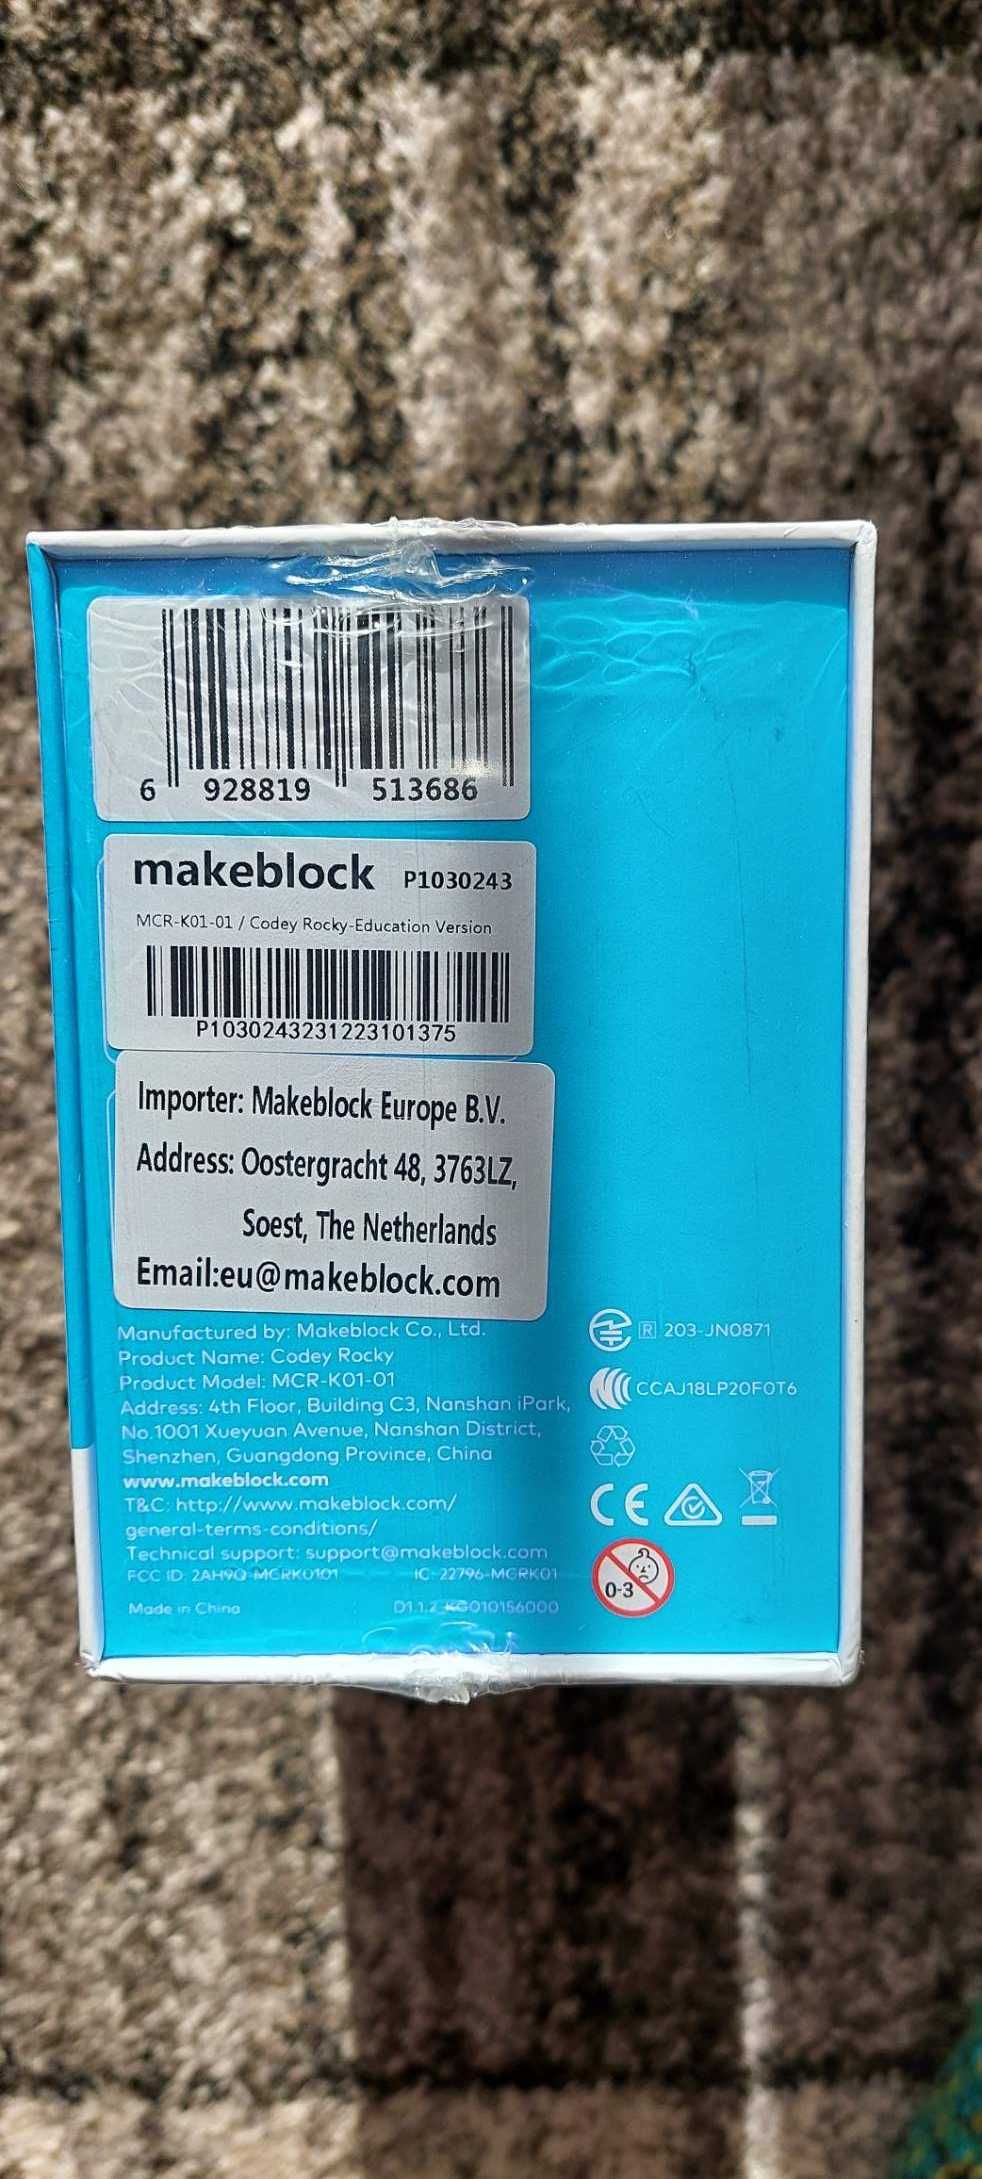 6 928819 513686
makeblock P1030243
MCR-K01-01 / Codey Rocky-Education Version
P1030243231223101375
Importer: Makeblock Europe B.V.
Address: Oostergracht 48, 3763LZ,
Soest, The Netherlands
Email:eu@makeblock.com
Manufactured by: Makeblock Co., Ltd.
Product Name: Codey Rocky
Product Model: MCR-K01-01
Address: 4th Floor, Building C3, Nanshan iPark,
No.1001 Xueyuan Avenue, Nanshan District,
Shenzhen, Guangdong Province, China
www.makeblock.com
T&C: http://www.makeblock.com/
general-terms-conditions/
Technical support: support@makeblock.com
FCC ID: 2AH9Q-MCRK0101 IC: 22796-MCRK01
Made in China D1.1.2_KG010156000
R 203-JN0871
CCAJ18LP20F0T6
CE
0-3